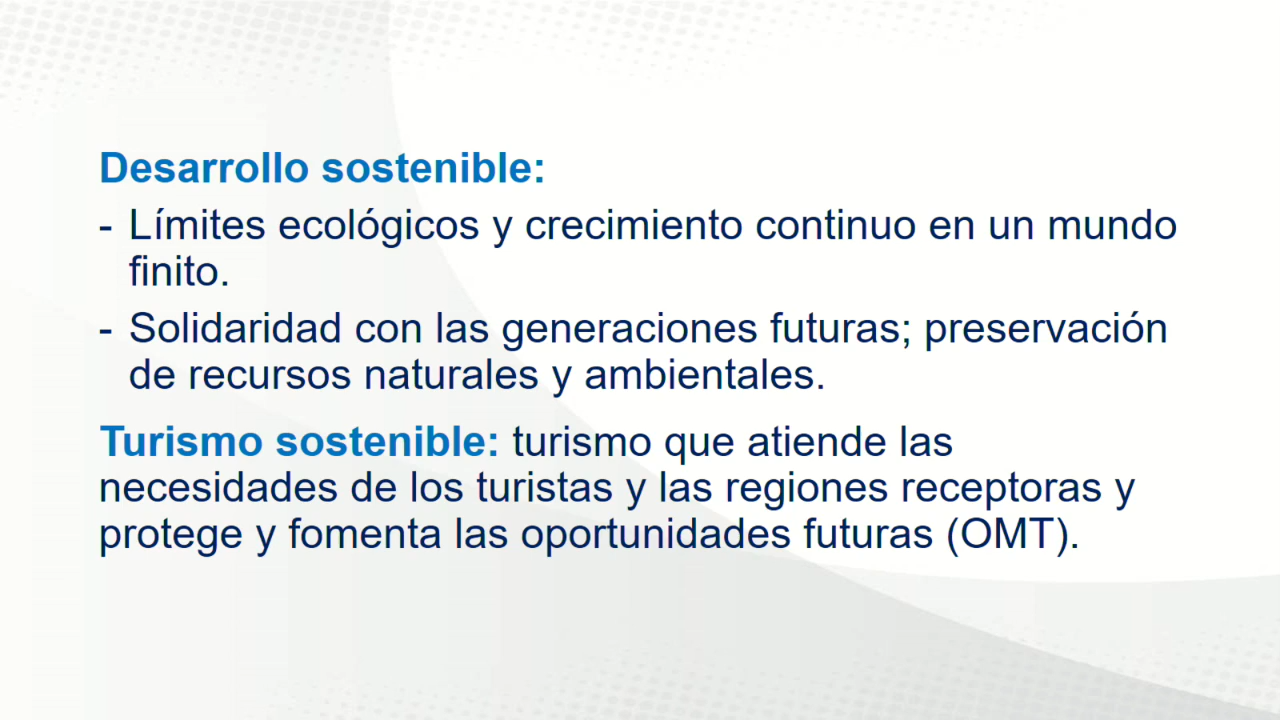 Desarrollo sostenible:
- Límites ecológicos y crecimiento continuo en un mundo
finito.
- Solidaridad con las generaciones futuras; preservación
de recursos naturales y ambientales.
Turismo sostenible: turismo que atiende las
necesidades de los turistas y las regiones receptoras y
protege y fomenta las oportunidades futuras (OMT).